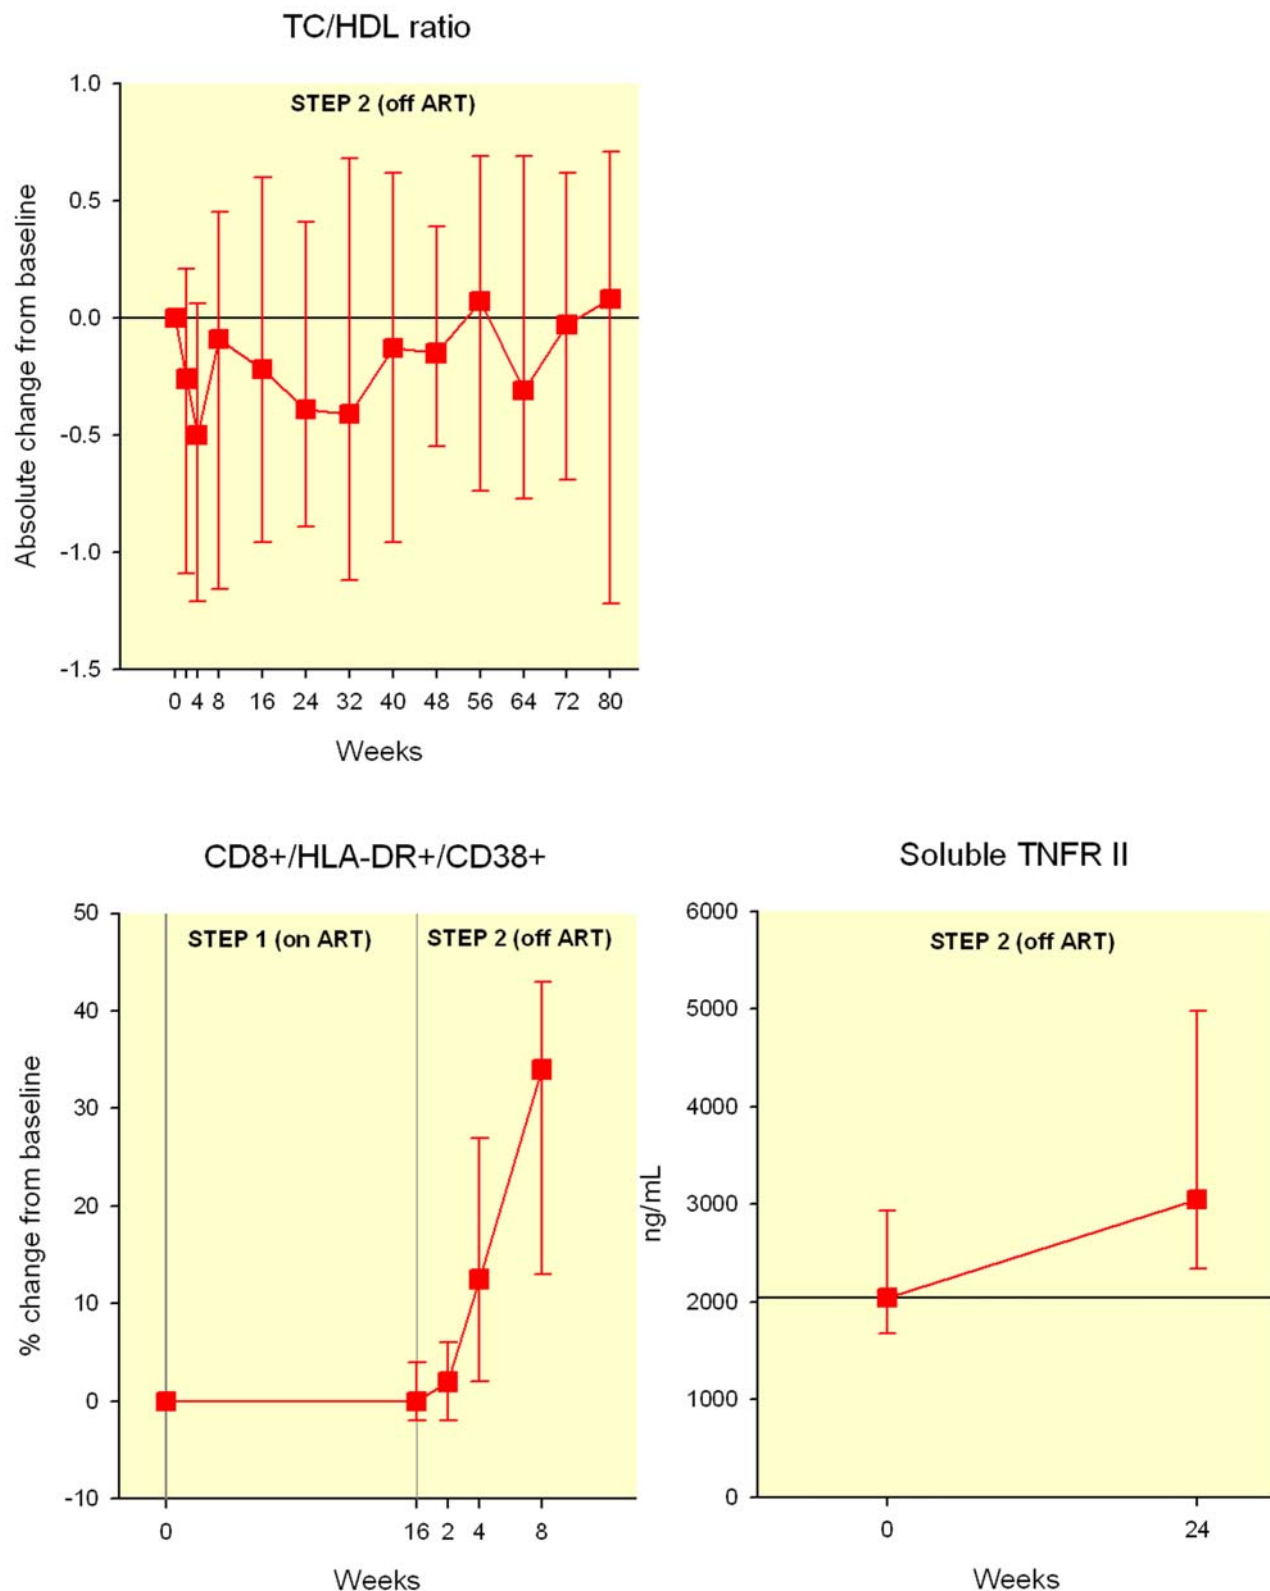 TC/HDL ratio
STEP 2 (off ART)
1.0
0.5
0.0
-0.5
-1.0
-1.5
Absolute change from baseline
0 4 8 16 24 32 40 48 56 64 72 80
Weeks
CD8+/HLA-DR+/CD38+
STEP 1 (on ART) STEP 2 (off ART)
50
40
30
20
10
0
-10
% change from baseline
0 16 2 4 8
Weeks
Soluble TNFR II
STEP 2 (off ART)
6000
5000
4000
3000
2000
1000
0
ng/mL
0 24
Weeks